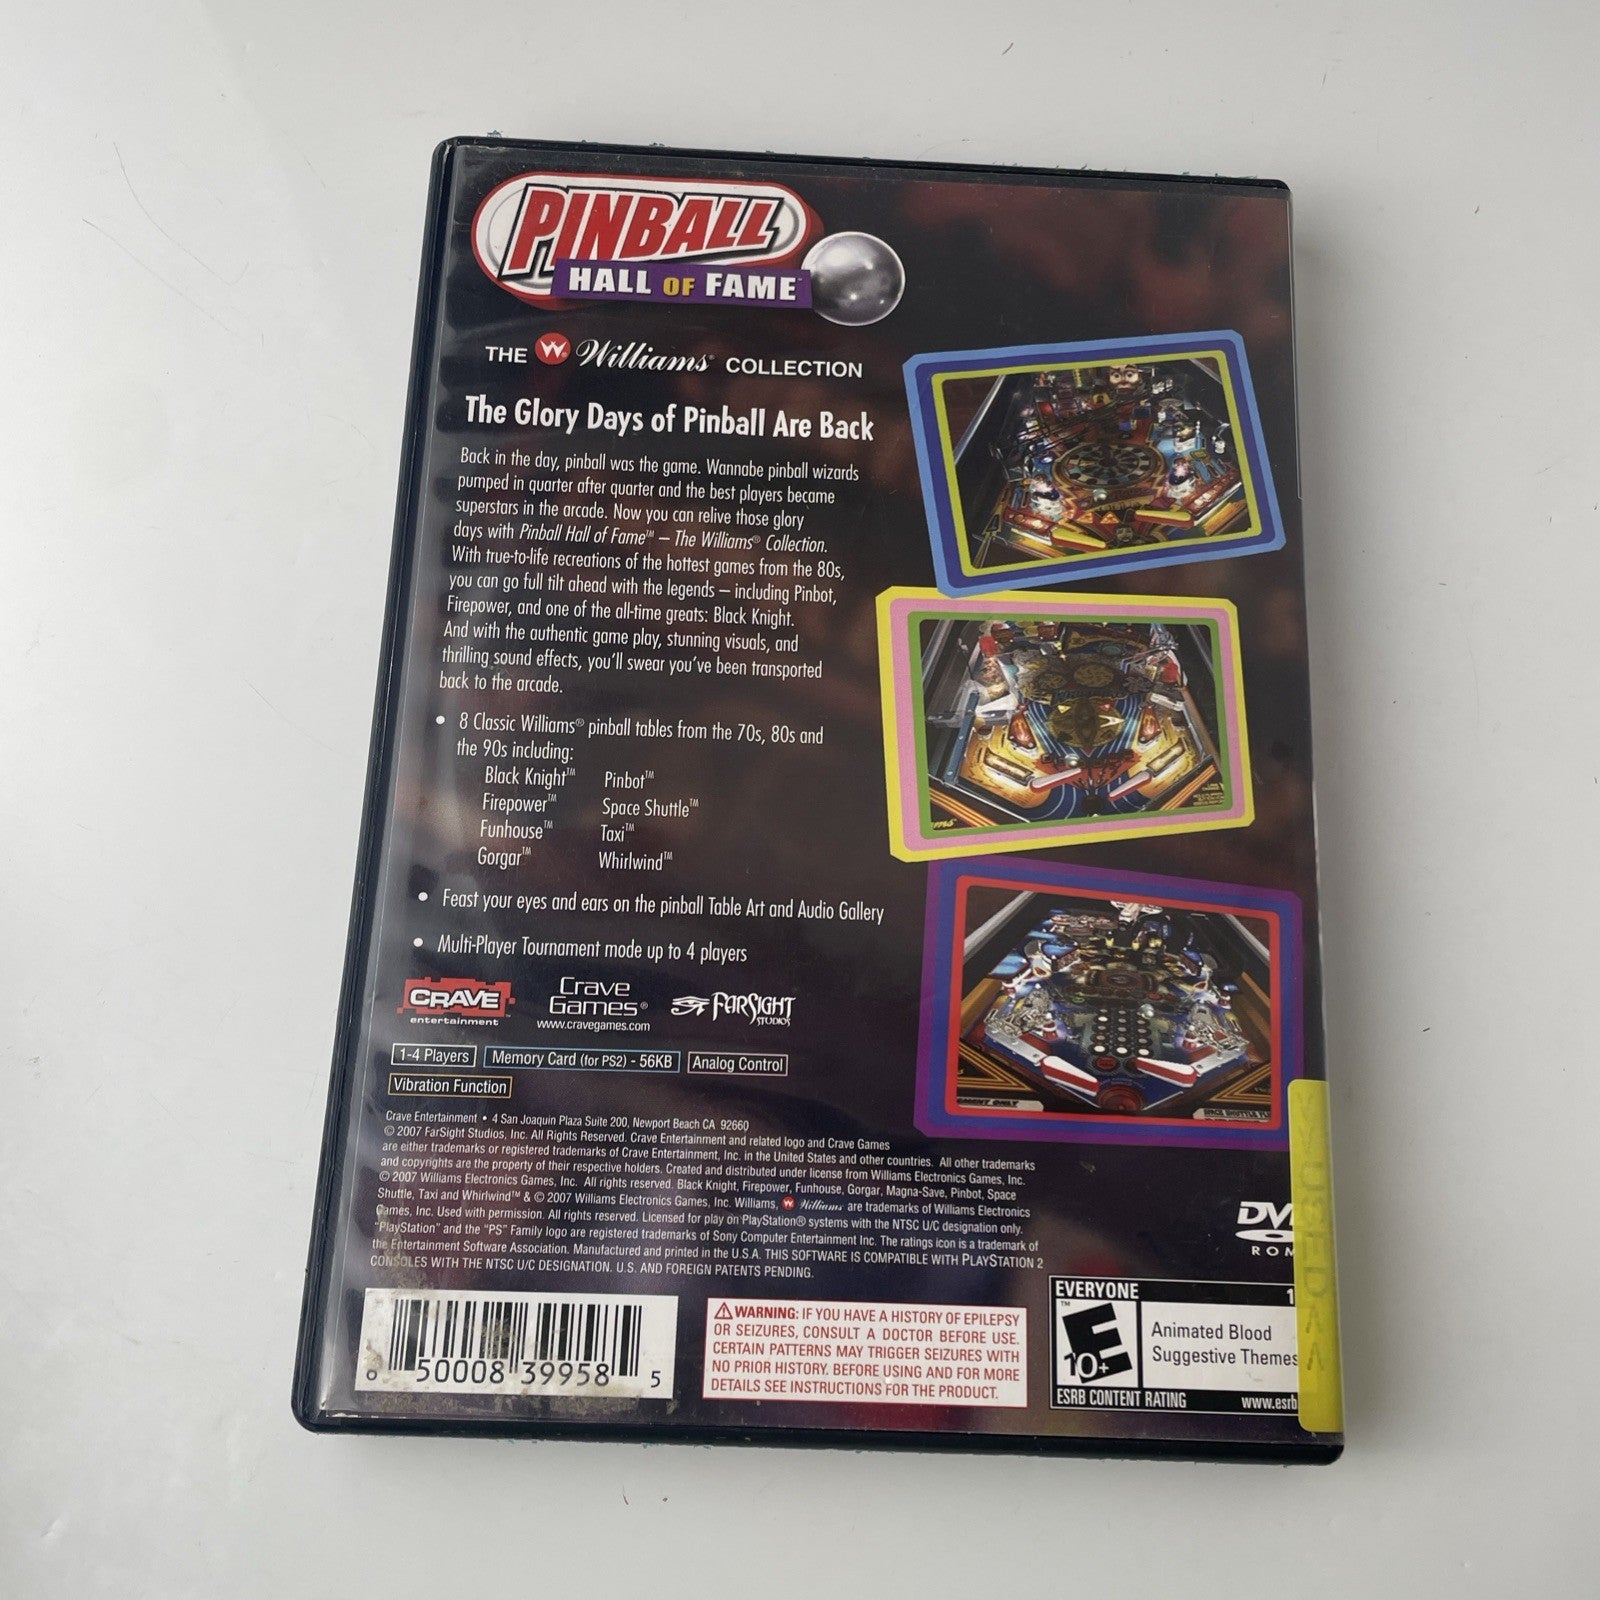 PINBALL
HALL OF FAME™
THE W Williams® COLLECTION
The Glory Days of Pinball Are Back
Back in the day, pinball was the game. Wannabe pinball wizards
pumped in quarter after quarter and the best players became
superstars in the arcade. Now you can relive those glory
days with Pinball Hall of Fame™ – The Williams® Collection.
With true-to-life recreations of the hottest games from the 80s,
you can go full tilt ahead with the legends – including Pinbot,
Firepower, and one of the all-time greats: Black Knight.
And with the authentic game play, stunning visuals, and
thrilling sound effects, you'll swear you've been transported
back to the arcade.
• 8 Classic Williams® pinball tables from the 70s, 80s and
the 90s including:
Black Knight™ Pinbot™
Firepower™ Space Shuttle™
Funhouse™ Taxi™
Gorgar™ Whirlwind™
• Feast your eyes and ears on the pinball Table Art and Audio Gallery
• Multi-Player Tournament mode up to 4 players
CRAVE™
entertainment
Crave
Games®
www.cravegames.com
FARSIGHT
STUDIOS
1-4 Players Memory Card (for PS2) - 56KB Analog Control
Vibration Function
Crave Entertainment • 4 San Joaquin Plaza Suite 200, Newport Beach CA 92660
© 2007 FarSight Studios, Inc. All Rights Reserved. Crave Entertainment and related logo and Crave Games
are either trademarks or registered trademarks of Crave Entertainment, Inc. in the United States and other countries. All other trademarks
and copyrights are the property of their respective holders. Created and distributed under license from Williams Electronics Games, Inc.
© 2007 Williams Electronics Games, Inc. All rights reserved. Black Knight, Firepower, Funhouse, Gorgar, Magna-Save, Pinbot, Space
Shuttle, Taxi and Whirlwind™ & © 2007 Williams Electronics Games, Inc. Williams, W Williams are trademarks of Williams Electronics
Games, Inc. Used with permission. All rights reserved. Licensed for play on PlayStation® systems with the NTSC U/C designation only.
"PlayStation" and the "PS" Family logo are registered trademarks of Sony Computer Entertainment Inc. The ratings icon is a trademark of
the Entertainment Software Association. Manufactured and printed in the U.S.A. THIS SOFTWARE IS COMPATIBLE WITH PLAYSTATION 2
CONSOLES WITH THE NTSC U/C DESIGNATION. U.S. AND FOREIGN PATENTS PENDING.
DV
ROM
50008 39958 5
WARNING: IF YOU HAVE A HISTORY OF EPILEPSY
OR SEIZURES, CONSULT A DOCTOR BEFORE USE.
CERTAIN PATTERNS MAY TRIGGER SEIZURES WITH
NO PRIOR HISTORY. BEFORE USING AND FOR MORE
DETAILS SEE INSTRUCTIONS FOR THE PRODUCT.
EVERYONE 1
™
E
10+
Animated Blood
Suggestive Themes
ESRB CONTENT RATING www.esrb
USED